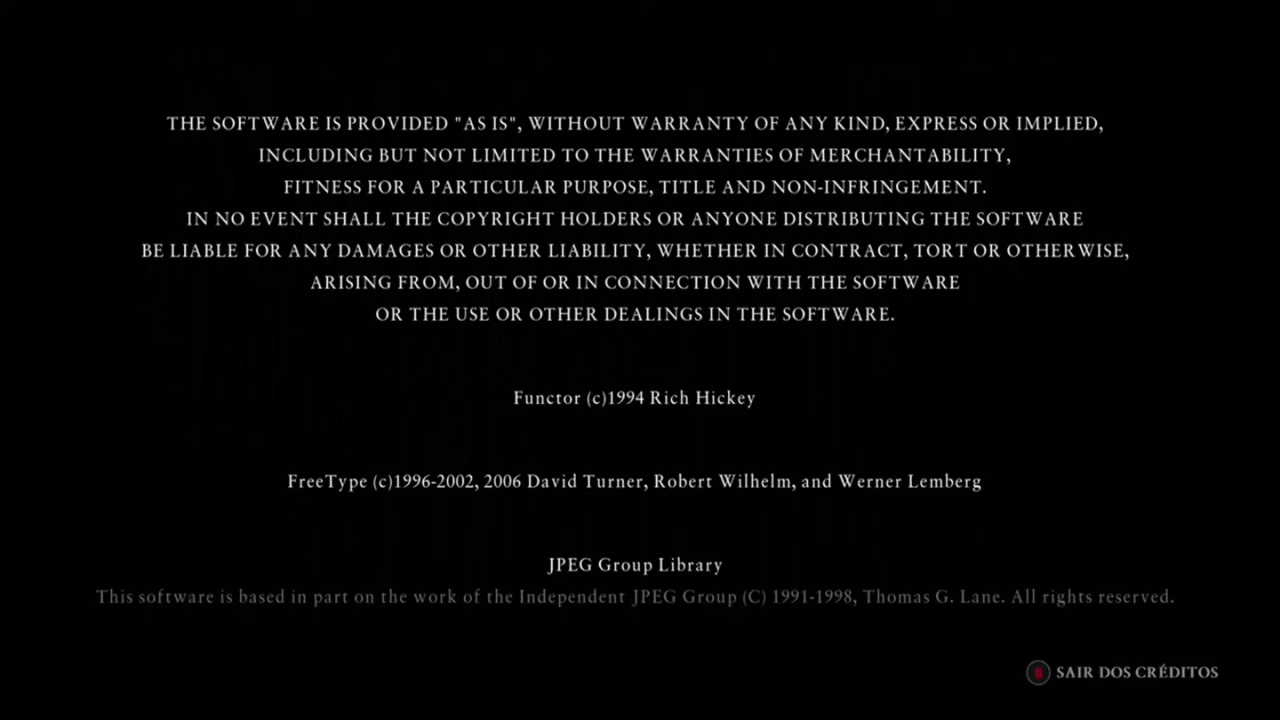 THE SOFTWARE IS PROVIDED "AS IS", WITHOUT WARRANTY OF ANY KIND, EXPRESS OR IMPLIED,
INCLUDING BUT NOT LIMITED TO THE WARRANTIES OF MERCHANTABILITY,
FITNESS FOR A PARTICULAR PURPOSE, TITLE AND NON-INFRINGEMENT.
IN NO EVENT SHALL THE COPYRIGHT HOLDERS OR ANYONE DISTRIBUTING THE SOFTWARE
BE LIABLE FOR ANY DAMAGES OR OTHER LIABILITY, WHETHER IN CONTRACT, TORT OR OTHERWISE,
ARISING FROM, OUT OF OR IN CONNECTION WITH THE SOFTWARE
OR THE USE OR OTHER DEALINGS IN THE SOFTWARE.
Functor (c)1994 Rich Hickey
FreeType (c)1996-2002, 2006 David Turner, Robert Wilhelm, and Werner Lemberg
JPEG Group Library
This software is based in part on the work of the Independent JPEG Group (C) 1991-1998, Thomas G. Lane. All rights reserved.
SAIR DOS CRÉDITOS